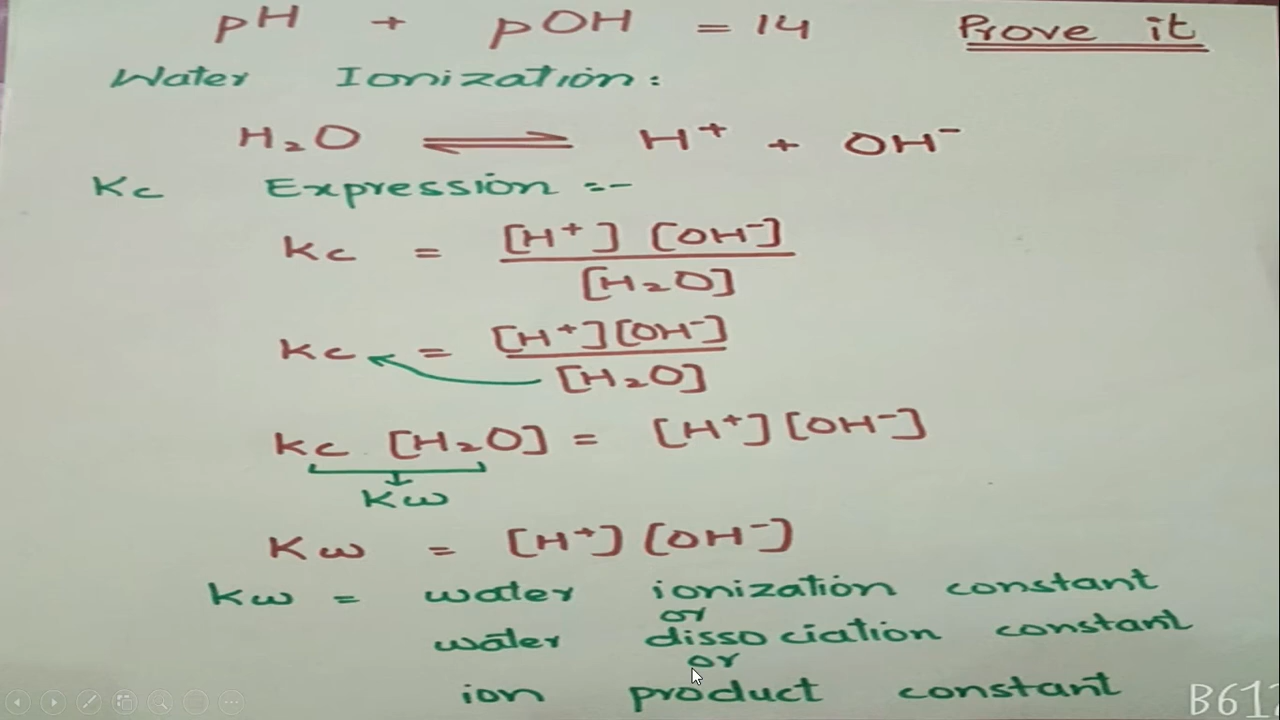 pH + pOH = 14 Prove it
Water Ionization:
H₂O ⇌ H⁺ + OH⁻
Kc Expression :-
Kc = [H⁺] [OH⁻]
[H₂O]
Kc = [H⁺][OH⁻]
[H₂O]
Kc [H₂O] = [H⁺][OH⁻]
Kw
Kw = [H⁺][OH⁻]
Kw = water ionization constant
or
water dissociation constant
or
ion product constant
B612